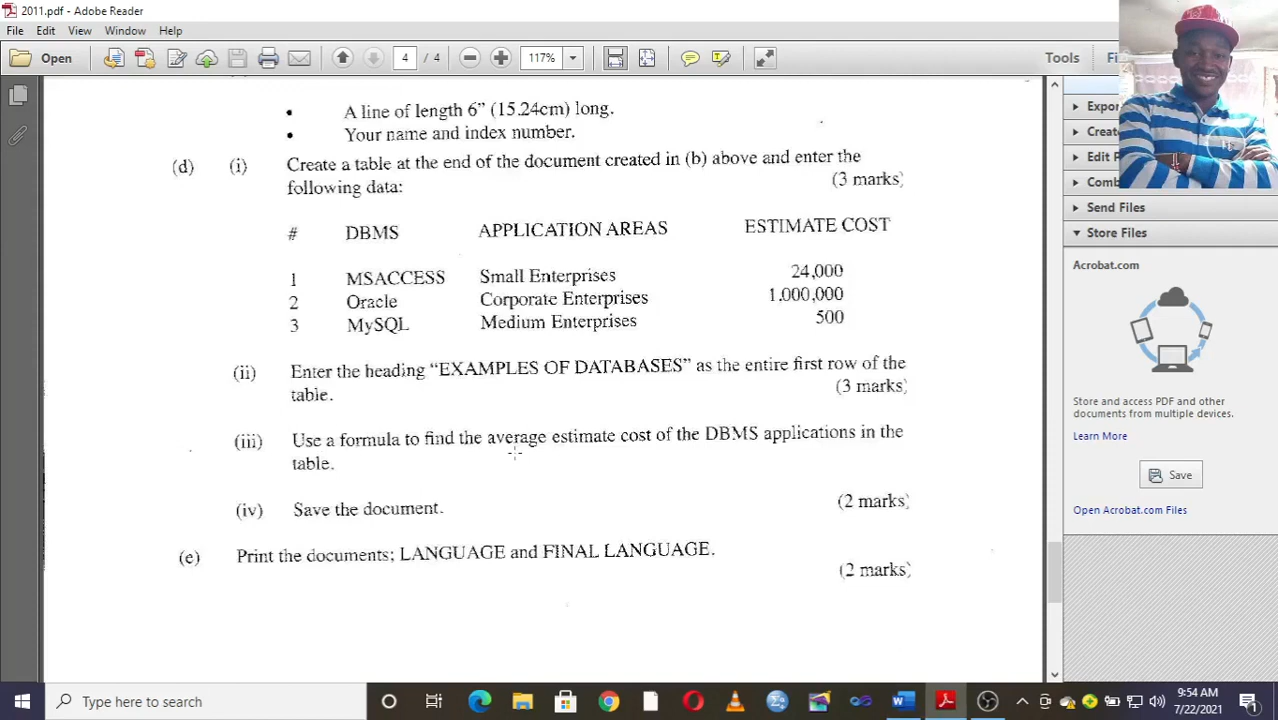 2011.pdf - Adobe Reader
File Edit View Window Help
Open 4 / 4 117% Tools
Expor
Create
Edit P
Comb
Send Files
Store Files
Acrobat.com
Store and access PDF and other
documents from multiple devices.
Learn More
Save
Open Acrobat.com Files
• A line of length 6” (15.24cm) long.
• Your name and index number.
(d) (i) Create a table at the end of the document created in (b) above and enter the
following data: (3 marks)
# DBMS APPLICATION AREAS ESTIMATE COST
1 MSACCESS Small Enterprises 24,000
2 Oracle Corporate Enterprises 1.000,000
3 MySQL Medium Enterprises 500
(ii) Enter the heading “EXAMPLES OF DATABASES” as the entire first row of the
table. (3 marks)
(iii) Use a formula to find the average estimate cost of the DBMS applications in the
table.
(iv) Save the document. (2 marks)
(e) Print the documents; LANGUAGE and FINAL LANGUAGE.
(2 marks)
Type here to search
9:54 AM
7/22/2021
1